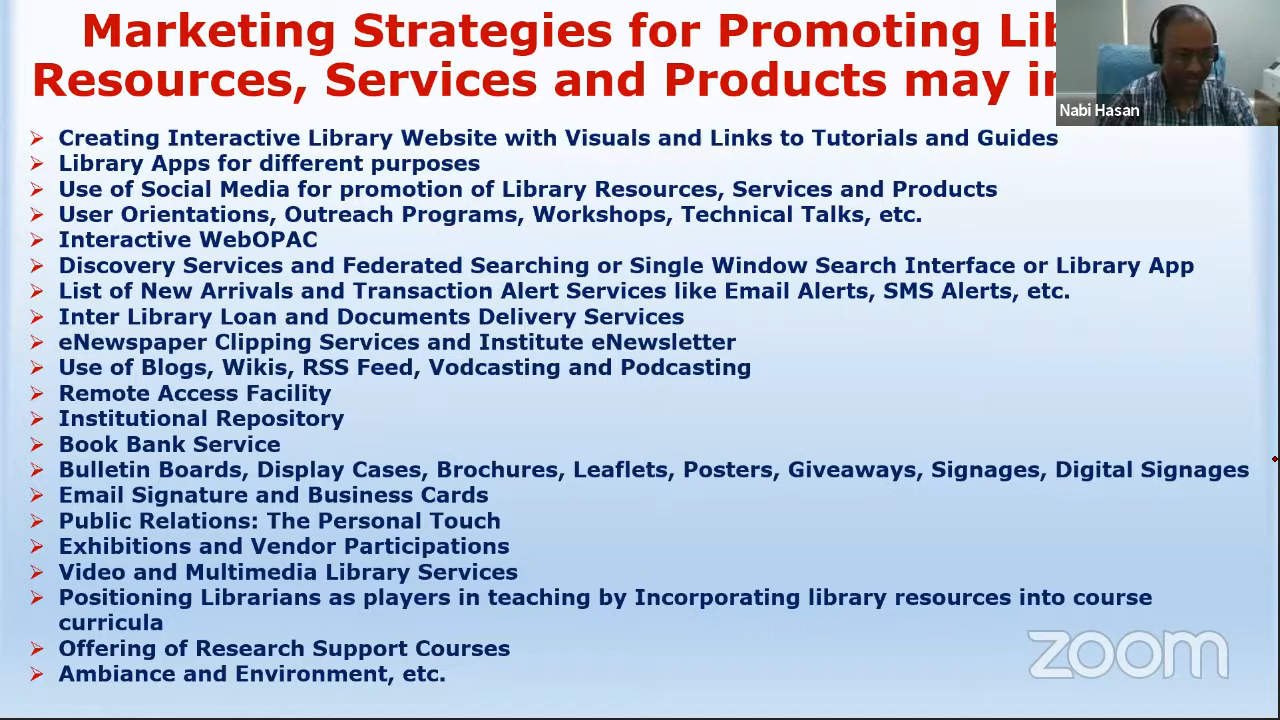 Marketing Strategies for Promoting Lib
Resources, Services and Products may in
Nabi Hasan
➢ Creating Interactive Library Website with Visuals and Links to Tutorials and Guides
➢ Library Apps for different purposes
➢ Use of Social Media for promotion of Library Resources, Services and Products
➢ User Orientations, Outreach Programs, Workshops, Technical Talks, etc.
➢ Interactive WebOPAC
➢ Discovery Services and Federated Searching or Single Window Search Interface or Library App
➢ List of New Arrivals and Transaction Alert Services like Email Alerts, SMS Alerts, etc.
➢ Inter Library Loan and Documents Delivery Services
➢ eNewspaper Clipping Services and Institute eNewsletter
➢ Use of Blogs, Wikis, RSS Feed, Vodcasting and Podcasting
➢ Remote Access Facility
➢ Institutional Repository
➢ Book Bank Service
➢ Bulletin Boards, Display Cases, Brochures, Leaflets, Posters, Giveaways, Signages, Digital Signages
➢ Email Signature and Business Cards
➢ Public Relations: The Personal Touch
➢ Exhibitions and Vendor Participations
➢ Video and Multimedia Library Services
➢ Positioning Librarians as players in teaching by Incorporating library resources into course
curricula
➢ Offering of Research Support Courses
➢ Ambiance and Environment, etc.
zoom